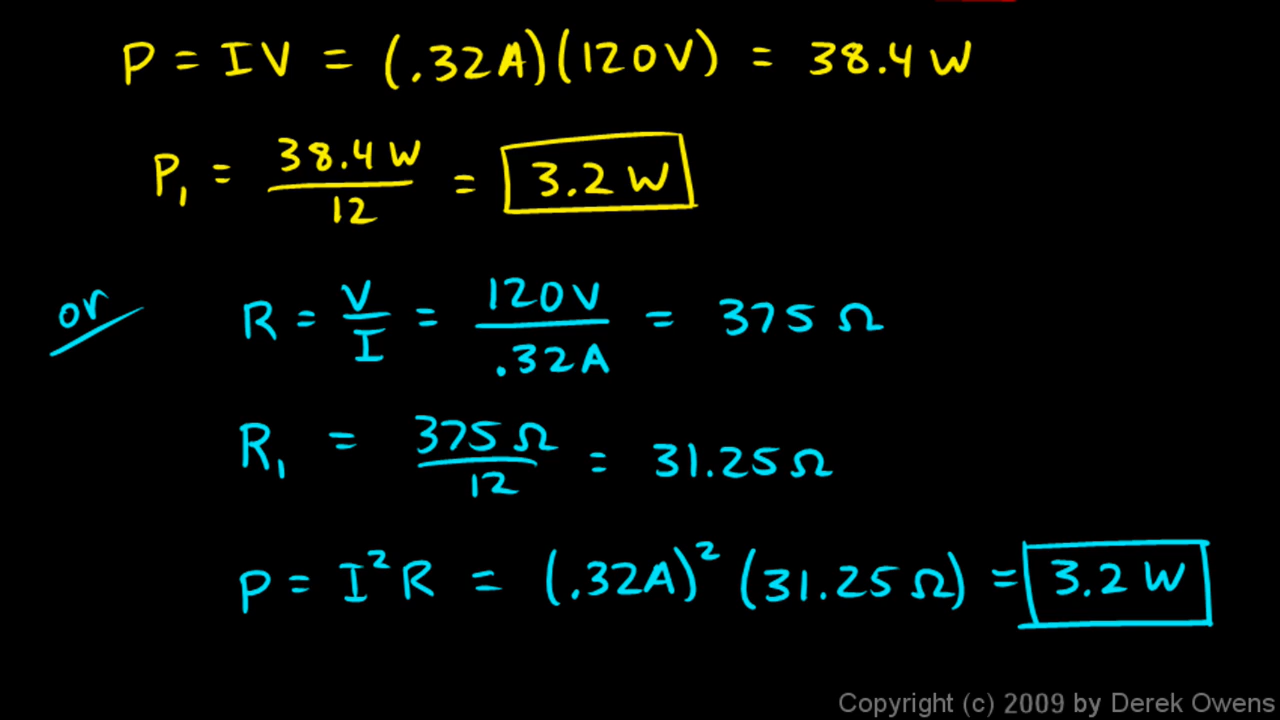 P = IV = (.32A)(120V) = 38.4 W
P₁ = 38.4 W / 12 = 3.2 W
or R = V / I = 120V / .32A = 375 Ω
R₁ = 375 Ω / 12 = 31.25 Ω
P = I² R = (.32A)² (31.25 Ω) = 3.2 W
Copyright (c) 2009 by Derek Owens